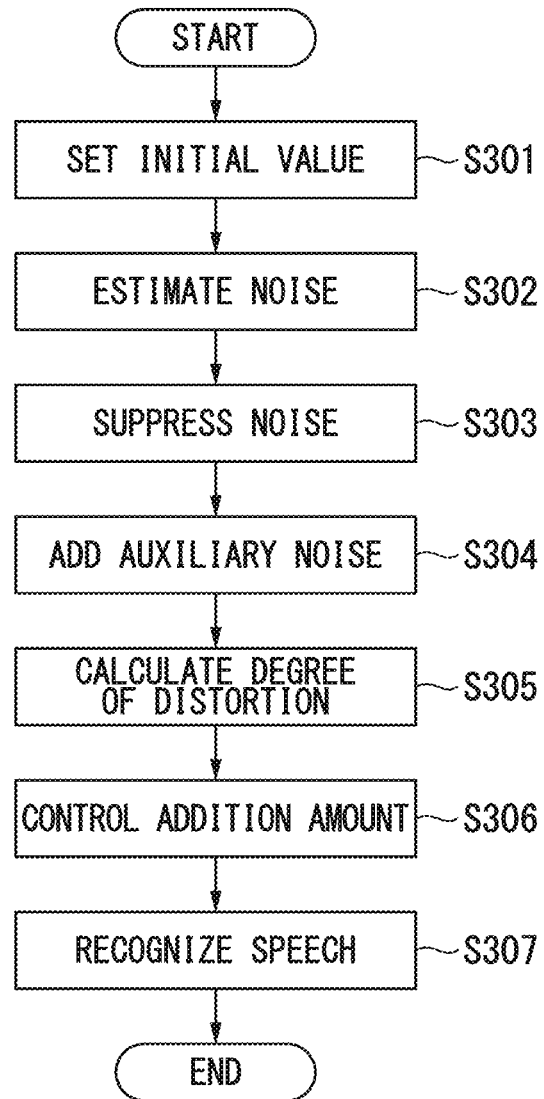 START
SET INITIAL VALUE
S301
ESTIMATE NOISE
S302
SUPPRESS NOISE
S303
ADD AUXILIARY NOISE
S304
CALCULATE DEGREE
OF DISTORTION
S305
CONTROL ADDITION AMOUNT
S306
RECOGNIZE SPEECH
S307
END